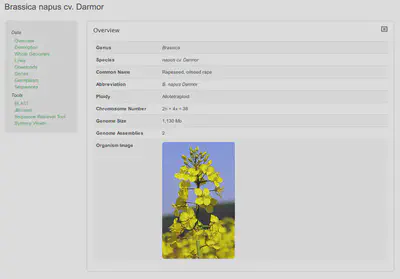 Brassica napus cv. Darmor
Data
Overview
Description
Whole Genomes
Links
Downloads
Genes
Germplasm
Sequences
Tools
BLAST
JBrowse
Sequence Retrieval Tool
Synteny Viewer
Overview
Genus Brassica
Species napus cv. Darmor
Common Name Rapeseed, oilseed rape
Abbreviation B. napus Darmor
Ploidy Allotetraploid
Chromosome Number 2n = 4x = 38
Genome Size 1,130 Mb
Genome Assemblies 2
Organism Image